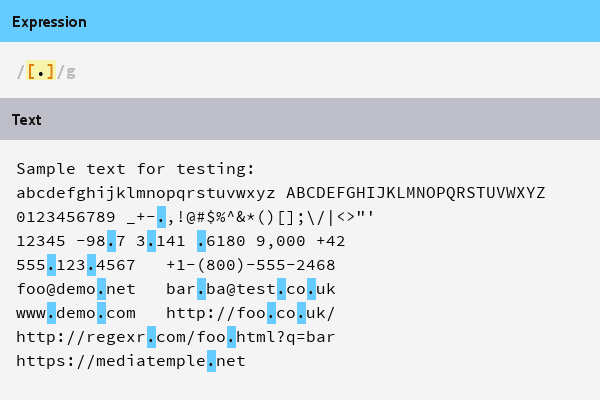 Expression
/[.]/g
Text
Sample text for testing:
abcdefghijklmnopqrstuvwxyz ABCDEFGHIJKLMNOPQRSTUVWXYZ
0123456789 _+-.,!@#$%^&*()[];\/|<>"'
12345 -98.7 3.141 .6180 9,000 +42
555.123.4567   +1-(800)-555-2468
foo@demo.net   bar.ba@test.co.uk
www.demo.com   http://foo.co.uk/
http://regexr.com/foo.html?q=bar
https://mediatemple.net